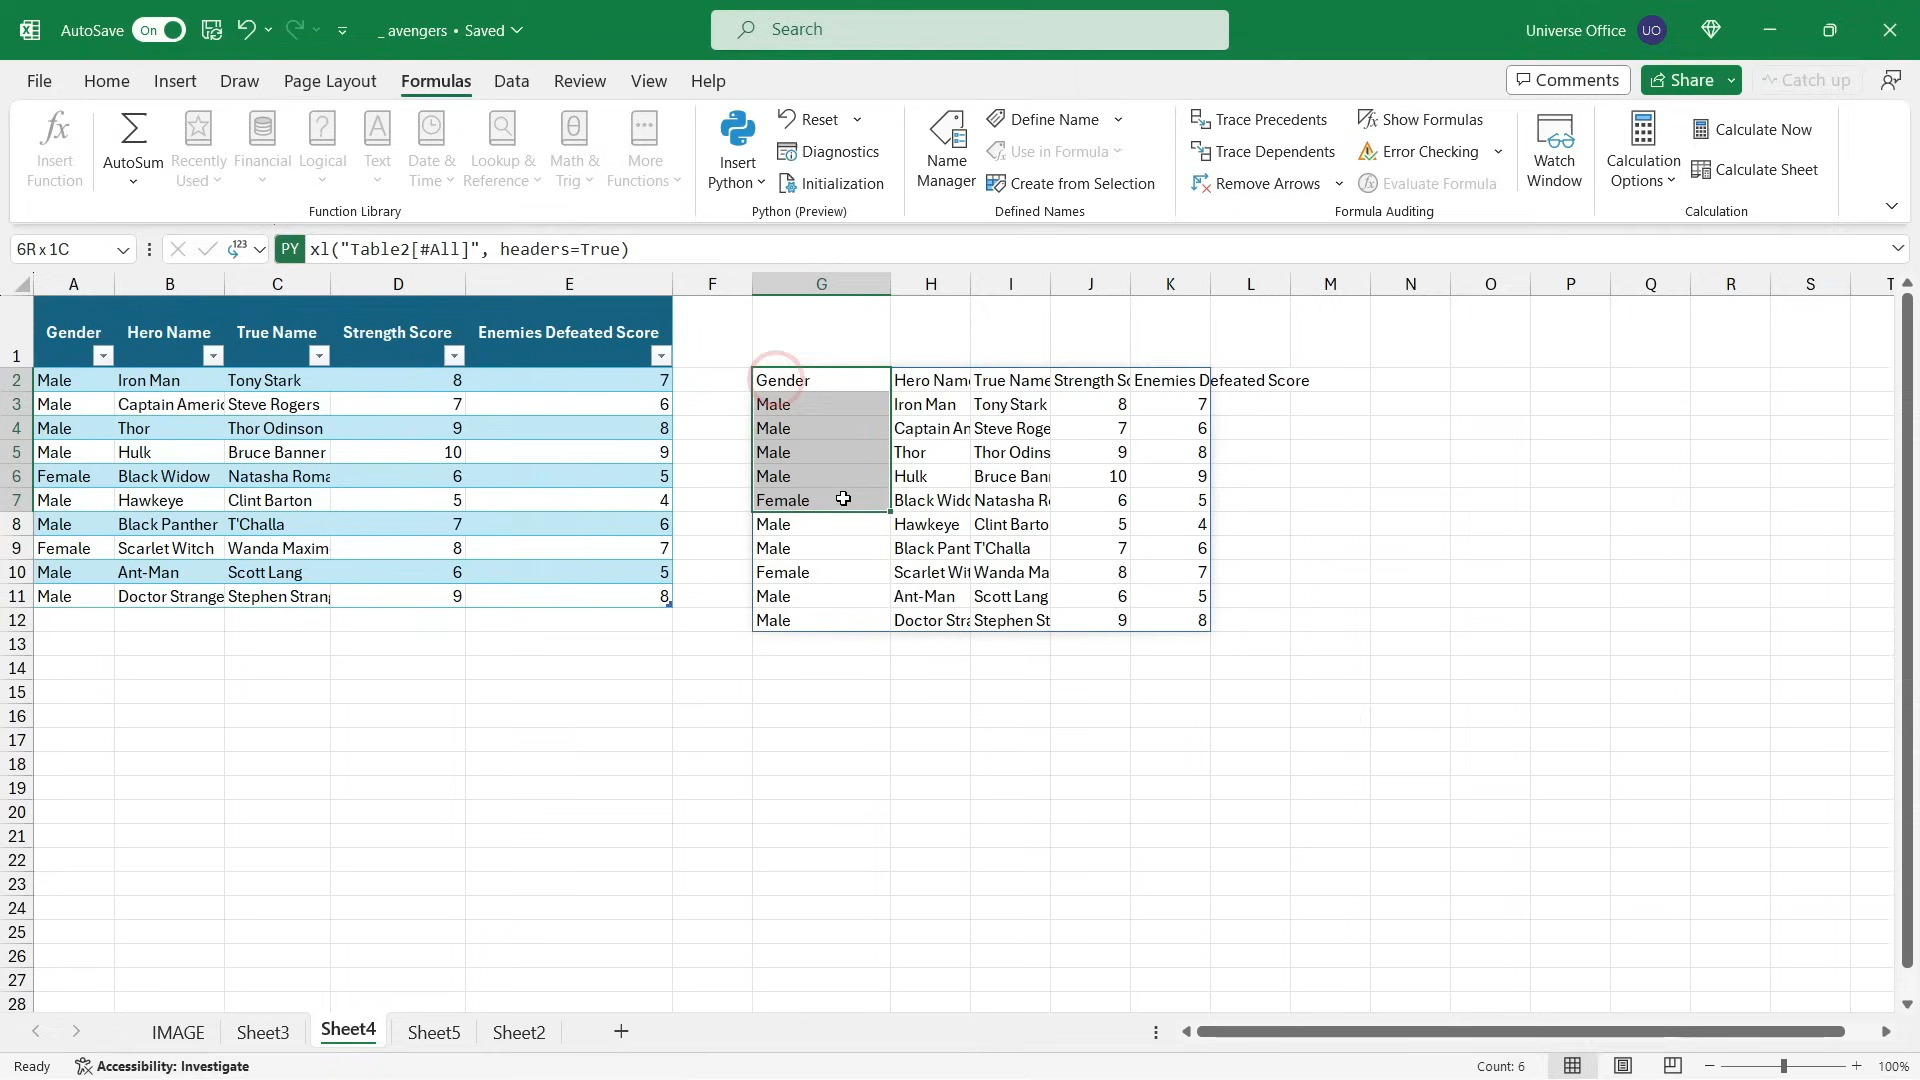 AutoSave On _ avengers • Saved Search Universe Office UO
File Home Insert Draw Page Layout Formulas Data Review View Help Comments Share Catch up
Insert Function AutoSum Recently Used Financial Logical Text Date & Time Lookup & Reference Math & Trig More Functions
Function Library
Insert Python Reset Diagnostics Initialization
Python (Preview)
Name Manager Define Name Use in Formula Create from Selection
Defined Names
Trace Precedents Trace Dependents Remove Arrows Show Formulas Error Checking Evaluate Formula
Formula Auditing
Watch Window
Calculation Options Calculate Now Calculate Sheet
Calculation
6R x 1C 123 PY xl("Table2[#All]", headers=True)
A B C D E F G H I J K L M N O P Q R S T
1 Gender Hero Name True Name Strength Score Enemies Defeated Score
2 Male Iron Man Tony Stark 8 7 Gender Hero Name True Name Strength Sc Enemies Defeated Score
3 Male Captain Americ Steve Rogers 7 6 Male Iron Man Tony Stark 8 7
4 Male Thor Thor Odinson 9 8 Male Captain Am Steve Roge 7 6
5 Male Hulk Bruce Banner 10 9 Male Thor Thor Odins 9 8
6 Female Black Widow Natasha Roma 6 5 Male Hulk Bruce Bann 10 9
7 Male Hawkeye Clint Barton 5 4 Female Black Wido Natasha R 6 5
8 Male Black Panther T'Challa 7 6 Male Hawkeye Clint Barto 5 4
9 Female Scarlet Witch Wanda Maxim 8 7 Male Black Pant T'Challa 7 6
10 Male Ant-Man Scott Lang 6 5 Female Scarlet Wit Wanda Ma 8 7
11 Male Doctor Strange Stephen Stran 9 8 Male Ant-Man Scott Lang 6 5
12 Male Doctor Stra Stephen St 9 8
13
14
15
16
17
18
19
20
21
22
23
24
25
26
27
28
IMAGE Sheet3 Sheet4 Sheet5 Sheet2
Ready Accessibility: Investigate Count: 6 100%